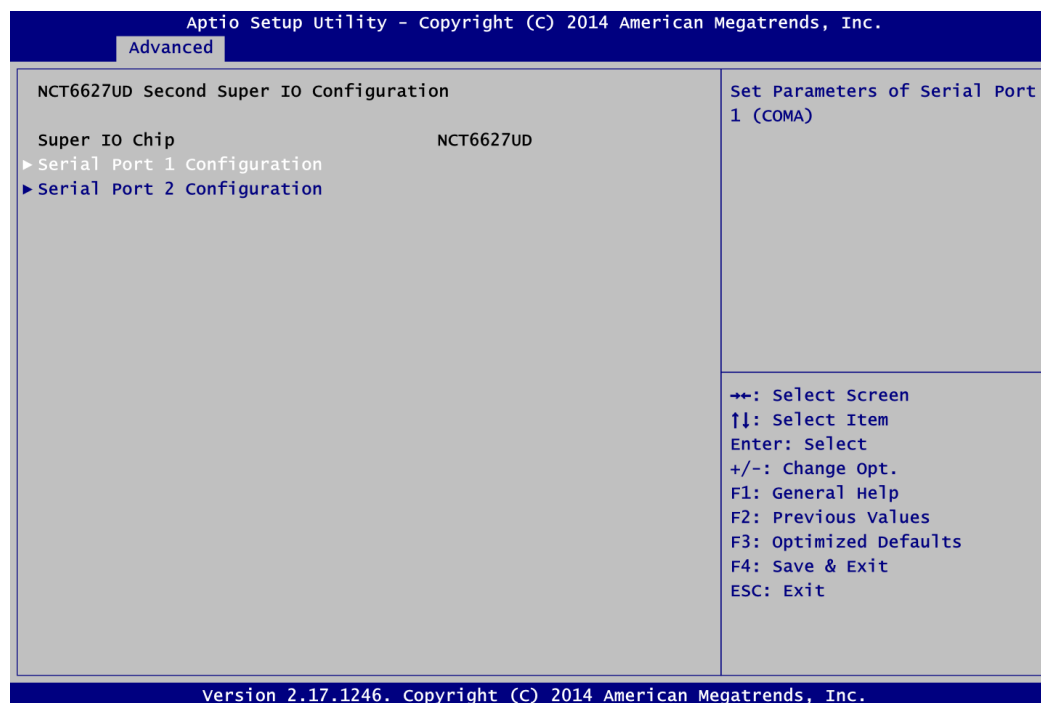 Aptio Setup Utility – Copyright (C) 2014 American Megatrends, Inc.
Advanced
NCT6627UD Second Super IO Configuration
Super IO Chip NCT6627UD
▶ Serial Port 1 Configuration
▶ Serial Port 2 Configuration
Set Parameters of Serial Port
1 (COMA)
→←: Select Screen
↑↓: Select Item
Enter: Select
+/-: Change Opt.
F1: General Help
F2: Previous Values
F3: Optimized Defaults
F4: Save & Exit
ESC: Exit
Version 2.17.1246. Copyright (C) 2014 American Megatrends, Inc.